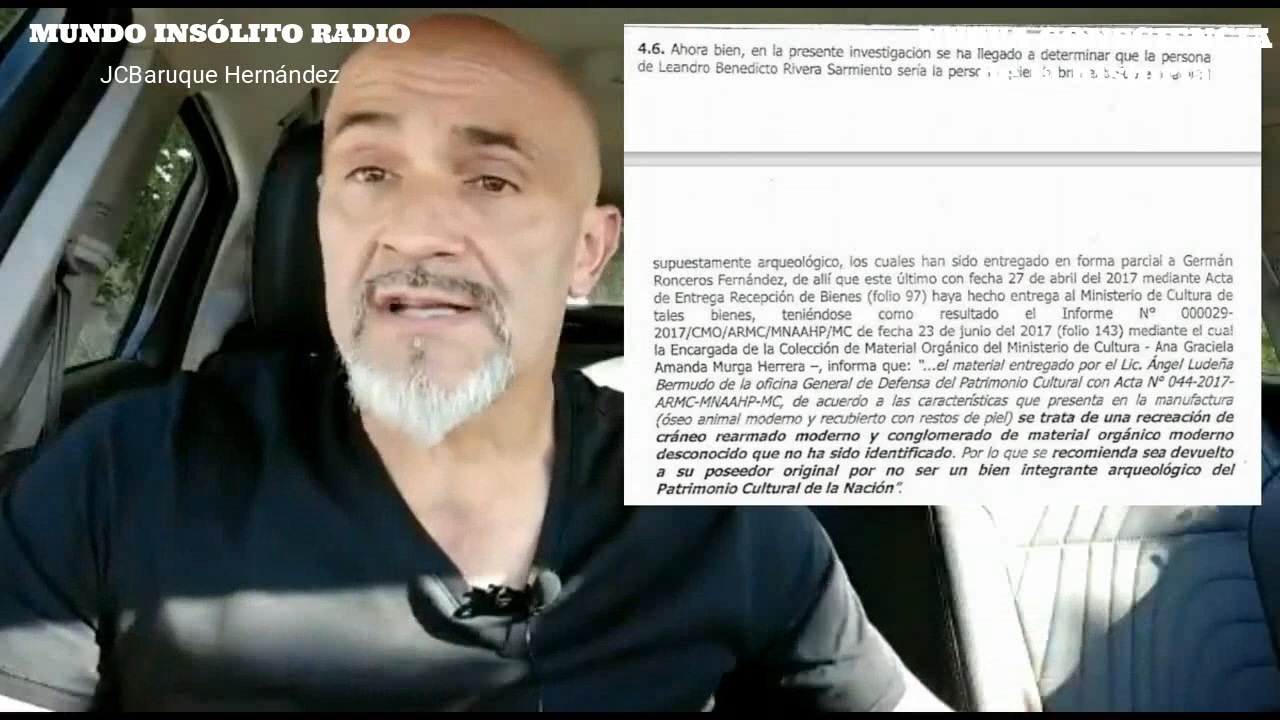 MUNDO INSÓLITO RADIO
JCBaruque Hernández
4.6. Ahora bien, en la presente investigación se ha llegado a determinar que la persona
de Leandro Benedicto Rivera Sarmiento sería la
supuestamente arqueológico, los cuales han sido entregado en forma parcial a Germán
Ronceros Fernández, de allí que este último con fecha 27 de abril del 2017 mediante Acta
de Entrega Recepción de Bienes (folio 97) haya hecho entrega al Ministerio de Cultura de
tales bienes, teniéndose como resultado el Informe N° 000029-
2017/CMO/ARMC/MNAAHP/MC de fecha 23 de junio del 2017 (folio 143) mediante el cual
la Encargada de la Colección de Material Orgánico del Ministerio de Cultura - Ana Graciela
Amanda Murga Herrera –, informa que: "...el material entregado por el Lic. Ángel Ludeña
Bermudo de la oficina General de Defensa del Patrimonio Cultural con Acta N° 044-2017-
ARMC-MNAAHP-MC, de acuerdo a las características que presenta en la manufactura
(óseo animal moderno y recubierto con restos de piel) se trata de una recreación de
cráneo rearmado moderno y conglomerado de material orgánico moderno
desconocido que no ha sido identificado. Por lo que se recomienda sea devuelto
a su poseedor original por no ser un bien integrante arqueológico del
Patrimonio Cultural de la Nación".